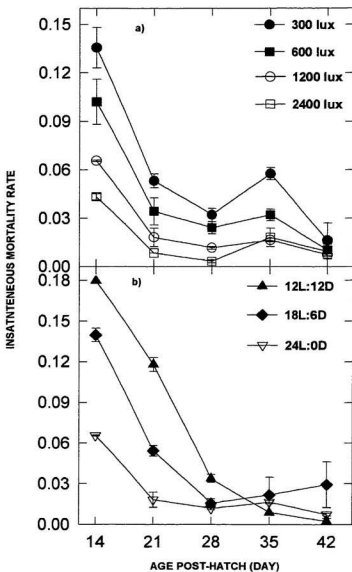 a)
300 lux
600 lux
1200 lux
2400 lux
0.15
0.12
0.09
0.06
0.03
0.00
INSATNTENEOUS MORTALITY RATE
b)
12L:12D
18L:6D
24L:0D
0.18
0.15
0.12
0.09
0.06
0.03
0.00
14 21 28 35 42
AGE POST-HATCH (DAY)